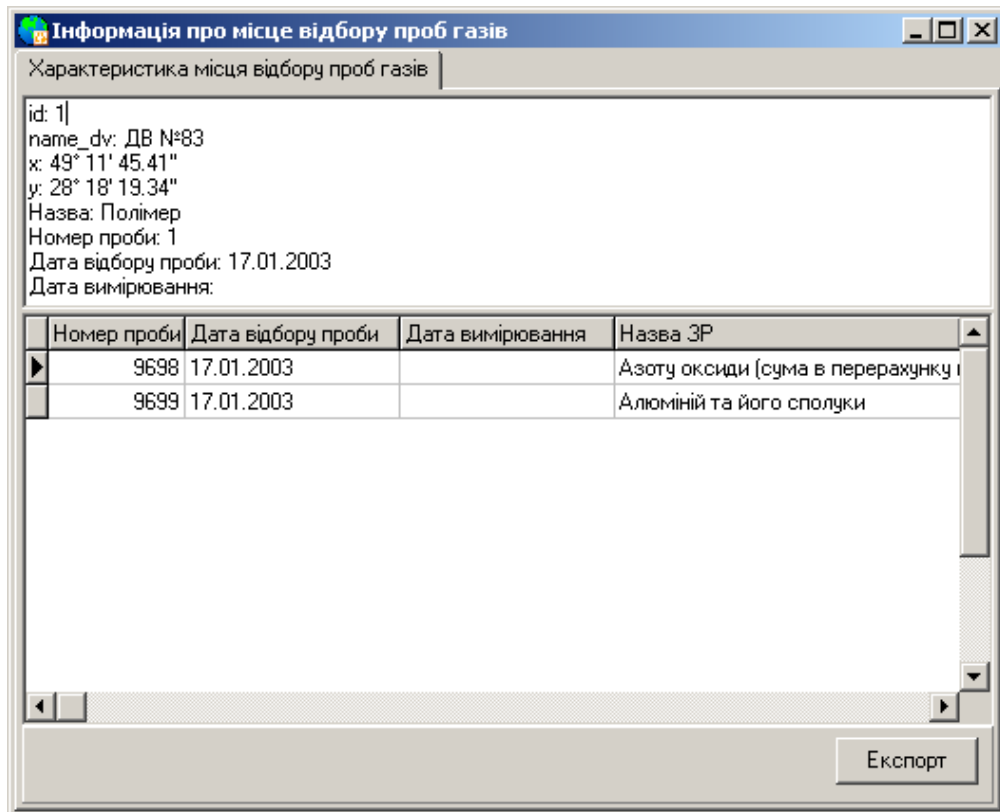 Інформація про місце відбору проб газів
Характеристика місця відбору проб газів
id: 1
name_dv: ДВ №83
x: 49° 11' 45.41"
y: 28° 18' 19.34"
Назва: Полімер
Номер проби: 1
Дата відбору проби: 17.01.2003
Дата вимірювання:
Номер проби Дата відбору проби Дата вимірювання Назва ЗР
9698 17.01.2003 Азоту оксиди (сума в перерахунку
9699 17.01.2003 Алюміній та його сполуки
Експорт